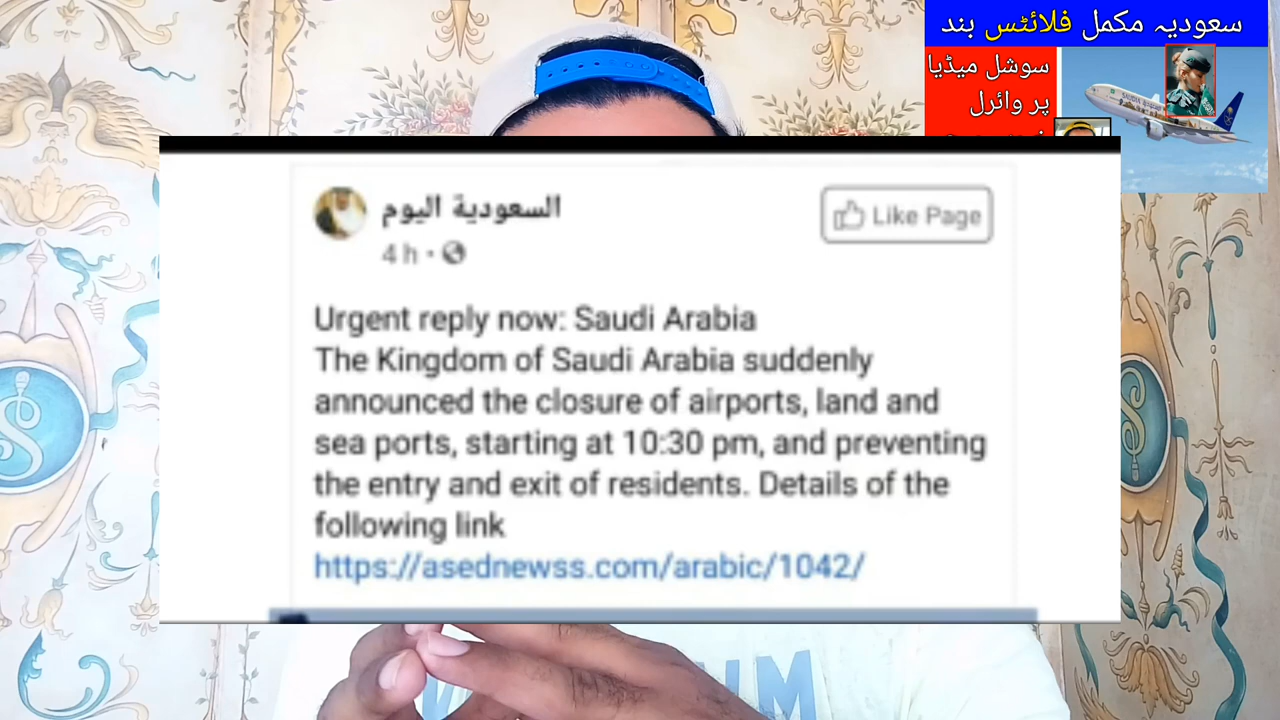 سعودیہ مکمل فلائٹس بند
سوشل میڈیا
پر وائرل
السعودية اليوم
Like Page
4 h
Urgent reply now: Saudi Arabia
The Kingdom of Saudi Arabia suddenly
announced the closure of airports, land and
sea ports, starting at 10:30 pm, and preventing
the entry and exit of residents. Details of the
following link
https://asednewss.com/arabic/1042/